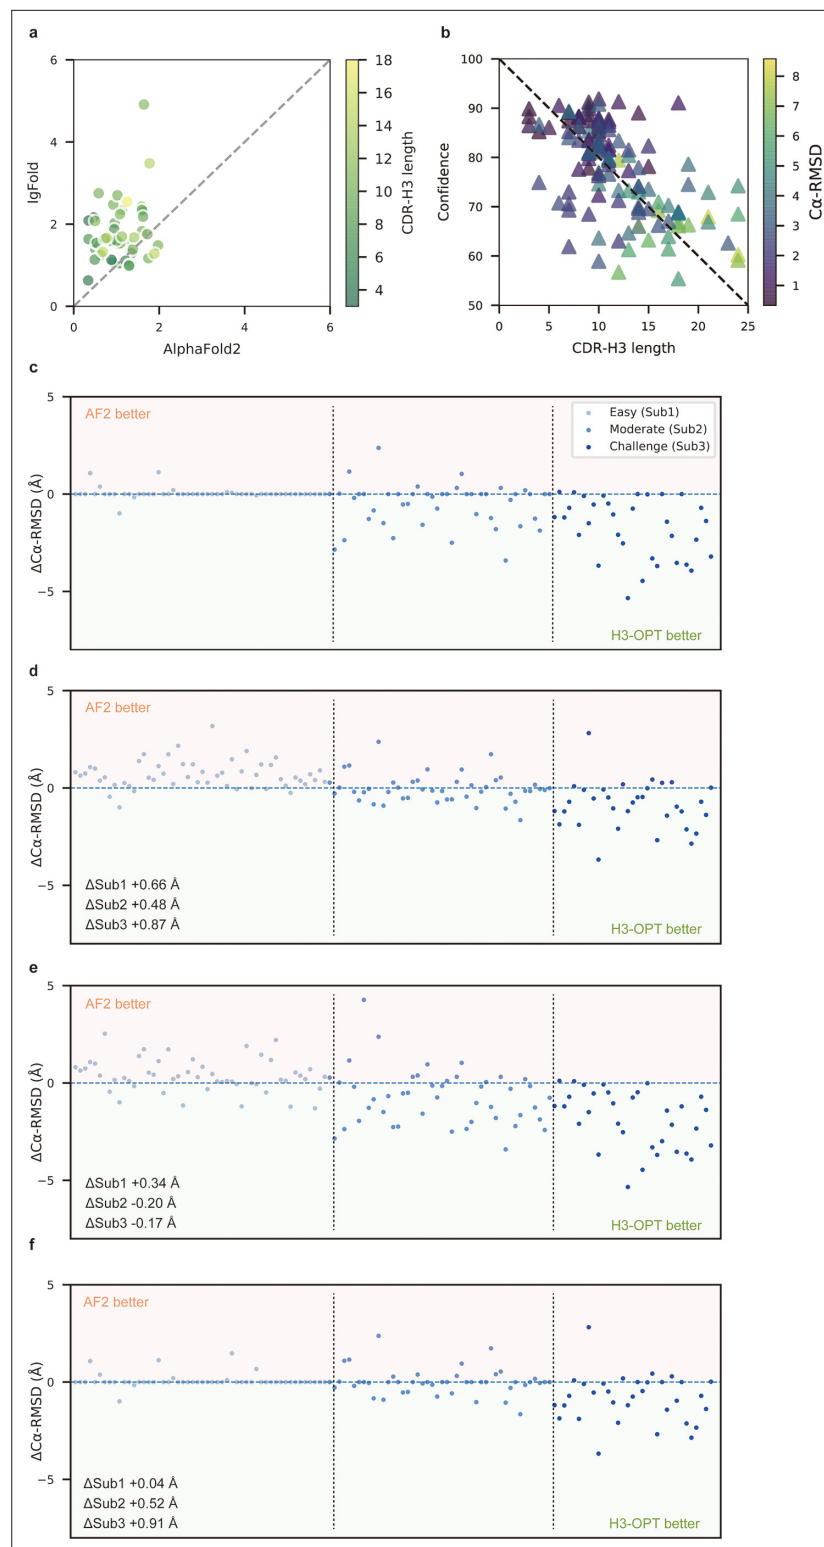 a
6
4
2
0
0
2
4
6
IgFold
AlphaFold2
18
16
14
12
10
8
6
4
CDR-H3 length
b
100
90
80
70
60
50
0
5
10
15
20
25
Confidence
CDR-H3 length
8
7
6
5
4
3
2
1
Cα-RMSD
c
5
0
−5
ΔCα-RMSD (Å)
AF2 better
Easy (Sub1)
Moderate (Sub2)
Challenge (Sub3)
H3-OPT better
d
5
0
−5
ΔCα-RMSD (Å)
AF2 better
ΔSub1 +0.66 Å
ΔSub2 +0.48 Å
ΔSub3 +0.87 Å
H3-OPT better
e
5
0
−5
ΔCα-RMSD (Å)
AF2 better
ΔSub1 +0.34 Å
ΔSub2 -0.20 Å
ΔSub3 -0.17 Å
H3-OPT better
f
5
0
−5
ΔCα-RMSD (Å)
AF2 better
ΔSub1 +0.04 Å
ΔSub2 +0.52 Å
ΔSub3 +0.91 Å
H3-OPT better